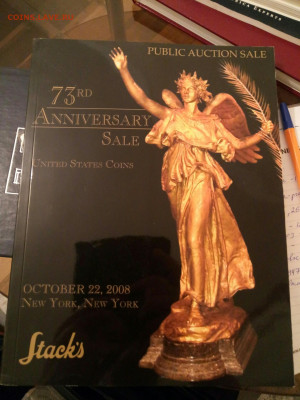 PUBLIC AUCTION SALE
73RD
ANNIVERSARY
SALE
UNITED STATES COINS
OCTOBER 22, 2008
NEW YORK, NEW YORK
Stack's